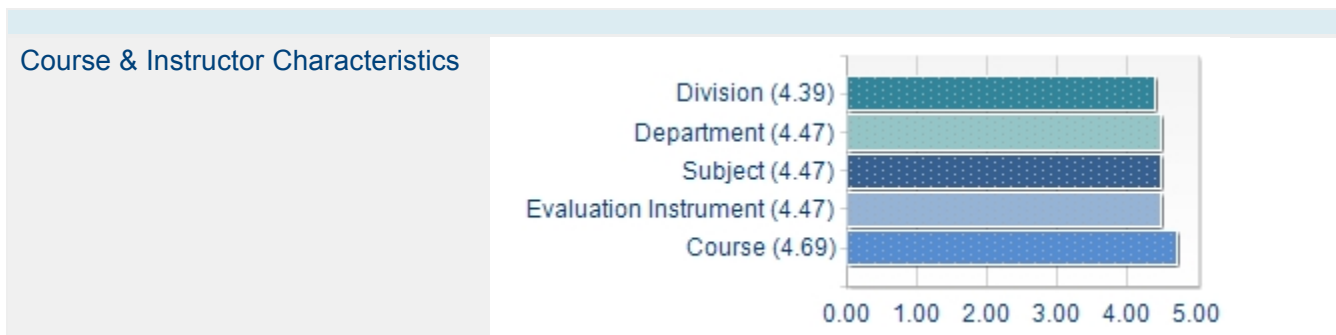 Course & Instructor Characteristics
Division (4.39)
Department (4.47)
Subject (4.47)
Evaluation Instrument (4.47)
Course (4.69)
0.00 1.00 2.00 3.00 4.00 5.00